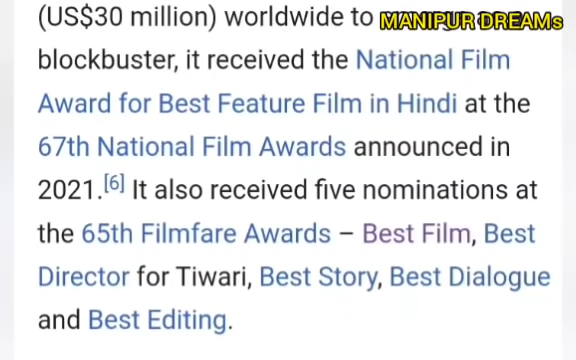 (US$30 million) worldwide to
MANIPUR DREAMs
blockbuster, it received the National Film
Award for Best Feature Film in Hindi at the
67th National Film Awards announced in
2021.[6] It also received five nominations at
the 65th Filmfare Awards – Best Film, Best
Director for Tiwari, Best Story, Best Dialogue
and Best Editing.